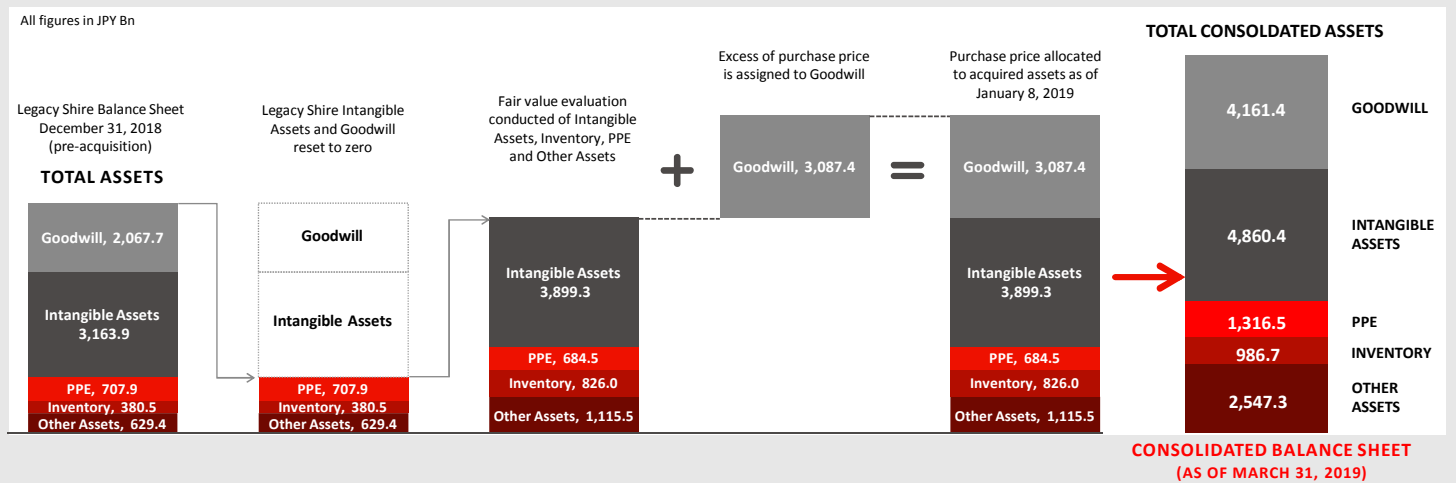 All figures in JPY Bn
Legacy Shire Balance Sheet
December 31, 2018
(pre-acquisition)
TOTAL ASSETS
Goodwill, 2,067.7
Intangible Assets
3,163.9
PPE, 707.9
Inventory, 380.5
Other Assets, 629.4
Legacy Shire Intangible
Assets and Goodwill
reset to zero
Goodwill
Intangible Assets
PPE, 707.9
Inventory, 380.5
Other Assets, 629.4
Fair value evaluation
conducted of Intangible
Assets, Inventory, PPE
and Other Assets
Intangible Assets
3,899.3
PPE, 684.5
Inventory, 826.0
Other Assets, 1,115.5
+
Excess of purchase price
is assigned to Goodwill
Goodwill, 3,087.4
=
Purchase price allocated
to acquired assets as of
January 8, 2019
Goodwill, 3,087.4
Intangible Assets
3,899.3
PPE, 684.5
Inventory, 826.0
Other Assets, 1,115.5
TOTAL CONSOLDATED ASSETS
4,161.4
GOODWILL
4,860.4
INTANGIBLE
ASSETS
1,316.5
PPE
986.7
INVENTORY
2,547.3
OTHER
ASSETS
CONSOLIDATED BALANCE SHEET
(AS OF MARCH 31, 2019)